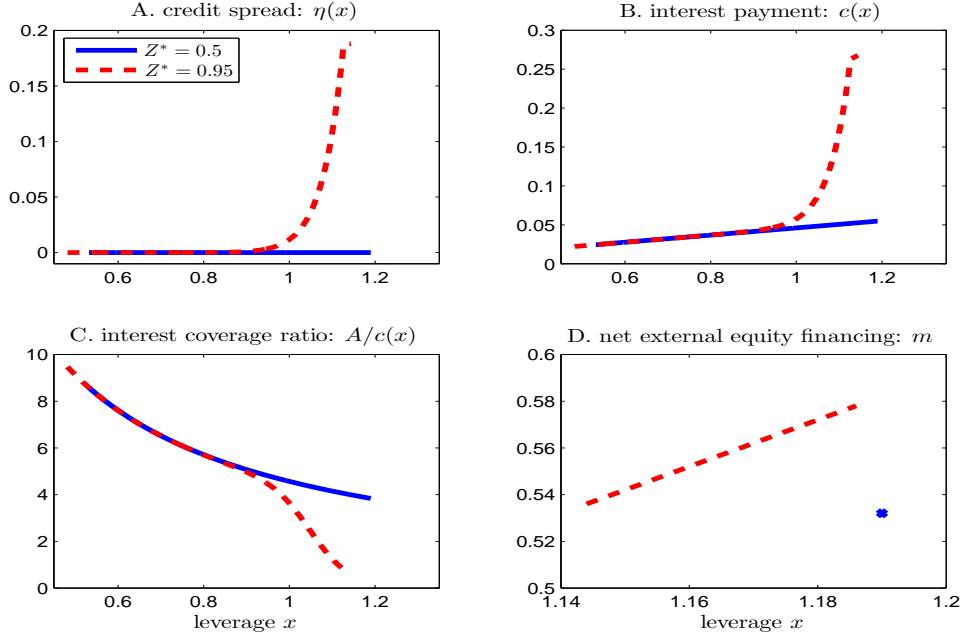 A. credit spread: η(x)
0.2
0.15
0.1
0.05
0
Z* = 0.5
Z* = 0.95
0.6 0.8 1 1.2
B. interest payment: c(x)
0.3
0.25
0.2
0.15
0.1
0.05
0
0.6 0.8 1 1.2
C. interest coverage ratio: A/c(x)
10
8
6
4
2
0
0.6 0.8 1 1.2
leverage x
D. net external equity financing: m
0.6
0.58
0.56
0.54
0.52
0.5
1.14 1.16 1.18 1.2
leverage x